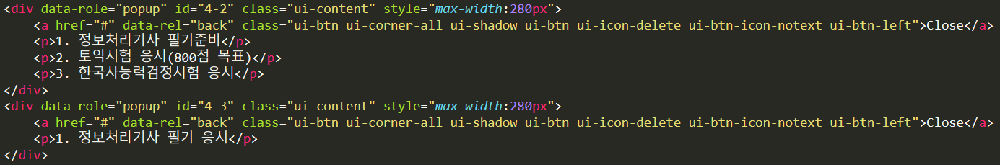 <div data-role="popup" id="4-2" class="ui-content" style="max-width:280px">
    <a href="#" data-rel="back" class="ui-btn ui-corner-all ui-shadow ui-btn ui-icon-delete ui-btn-icon-notext ui-btn-left">Close</a>
    <p>1. 정보처리기사 필기준비</p>
    <p>2. 토익시험 응시(800점 목표)</p>
    <p>3. 한국사능력검정시험 응시</p>
</div>
<div data-role="popup" id="4-3" class="ui-content" style="max-width:280px">
    <a href="#" data-rel="back" class="ui-btn ui-corner-all ui-shadow ui-btn ui-icon-delete ui-btn-icon-notext ui-btn-left">Close</a>
    <p>1. 정보처리기사 필기 응시</p>
</div>